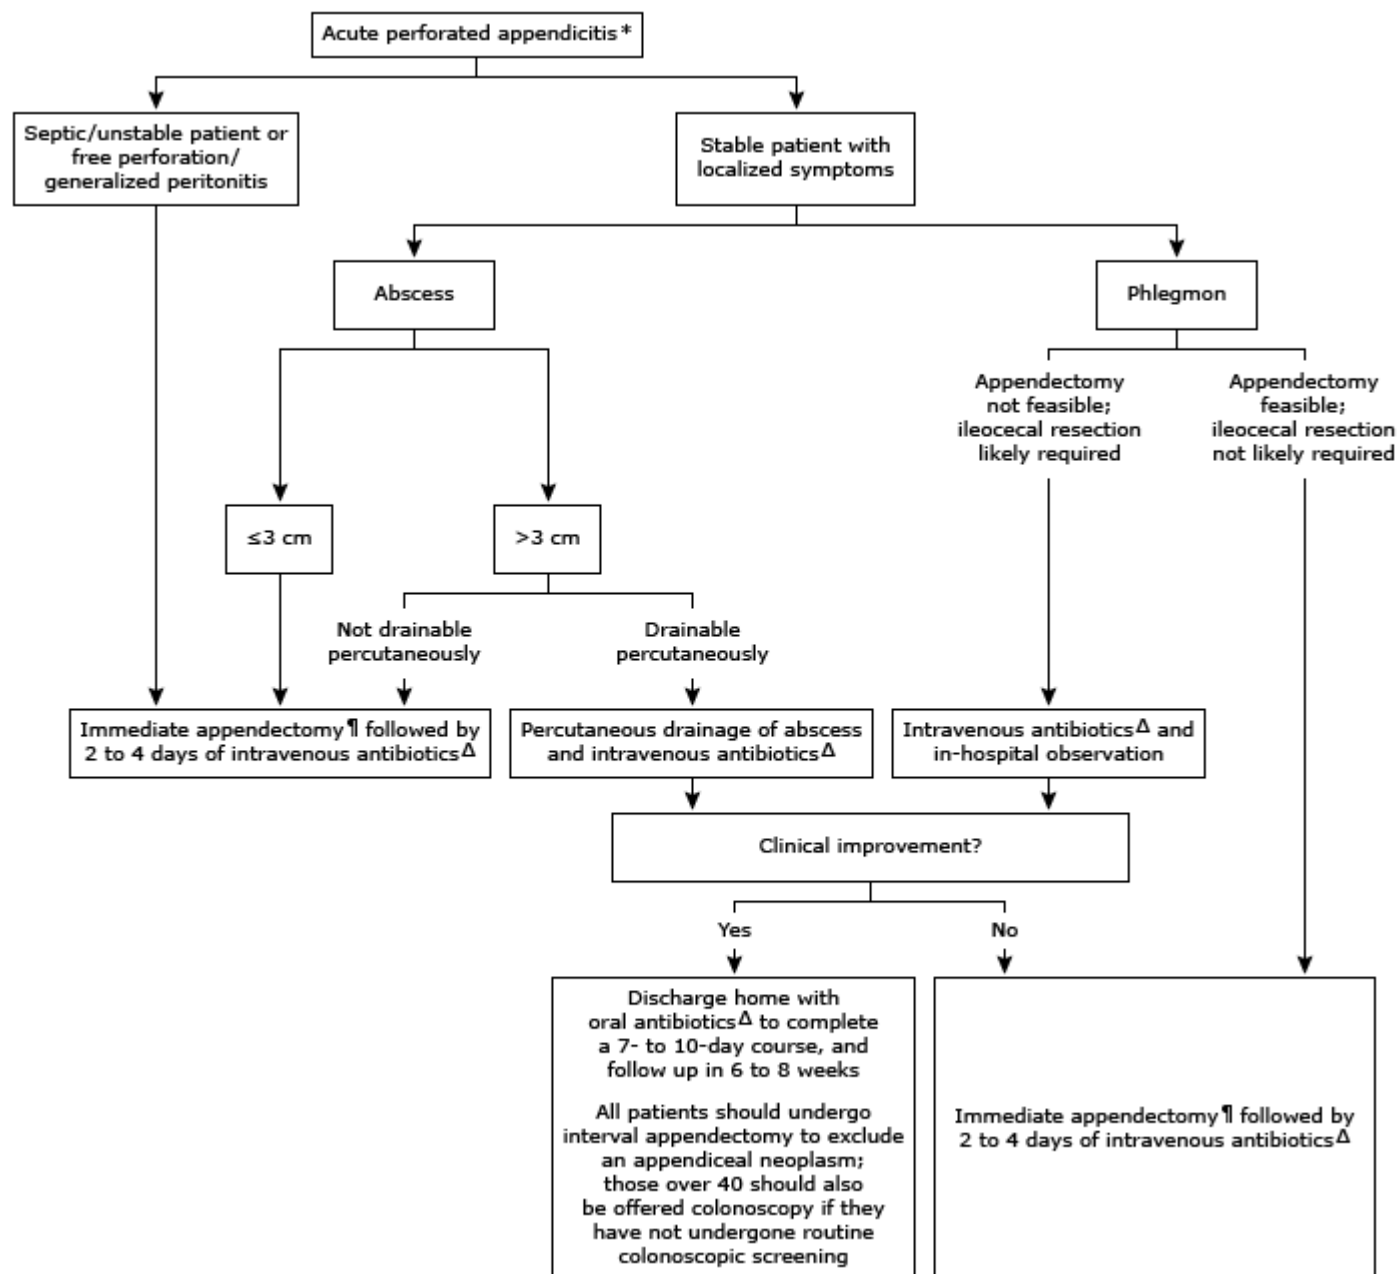 Acute perforated appendicitis*
Septic/unstable patient or
free perforation/
generalized peritonitis
Stable patient with
localized symptoms
Abscess
Phlegmon
Appendectomy
not feasible;
ileocecal resection
likely required
Appendectomy
feasible;
ileocecal resection
not likely required
≤3 cm
>3 cm
Not drainable
percutaneously
Drainable
percutaneously
Immediate appendectomy¶ followed by
2 to 4 days of intravenous antibioticsΔ
Percutaneous drainage of abscess
and intravenous antibioticsΔ
Intravenous antibioticsΔ and
in-hospital observation
Clinical improvement?
Yes
No
Discharge home with
oral antibioticsΔ to complete
a 7- to 10-day course, and
follow up in 6 to 8 weeks
All patients should undergo
interval appendectomy to exclude
an appendiceal neoplasm;
those over 40 should also
be offered colonoscopy if they
have not undergone routine
colonoscopic screening
Immediate appendectomy¶ followed by
2 to 4 days of intravenous antibioticsΔ